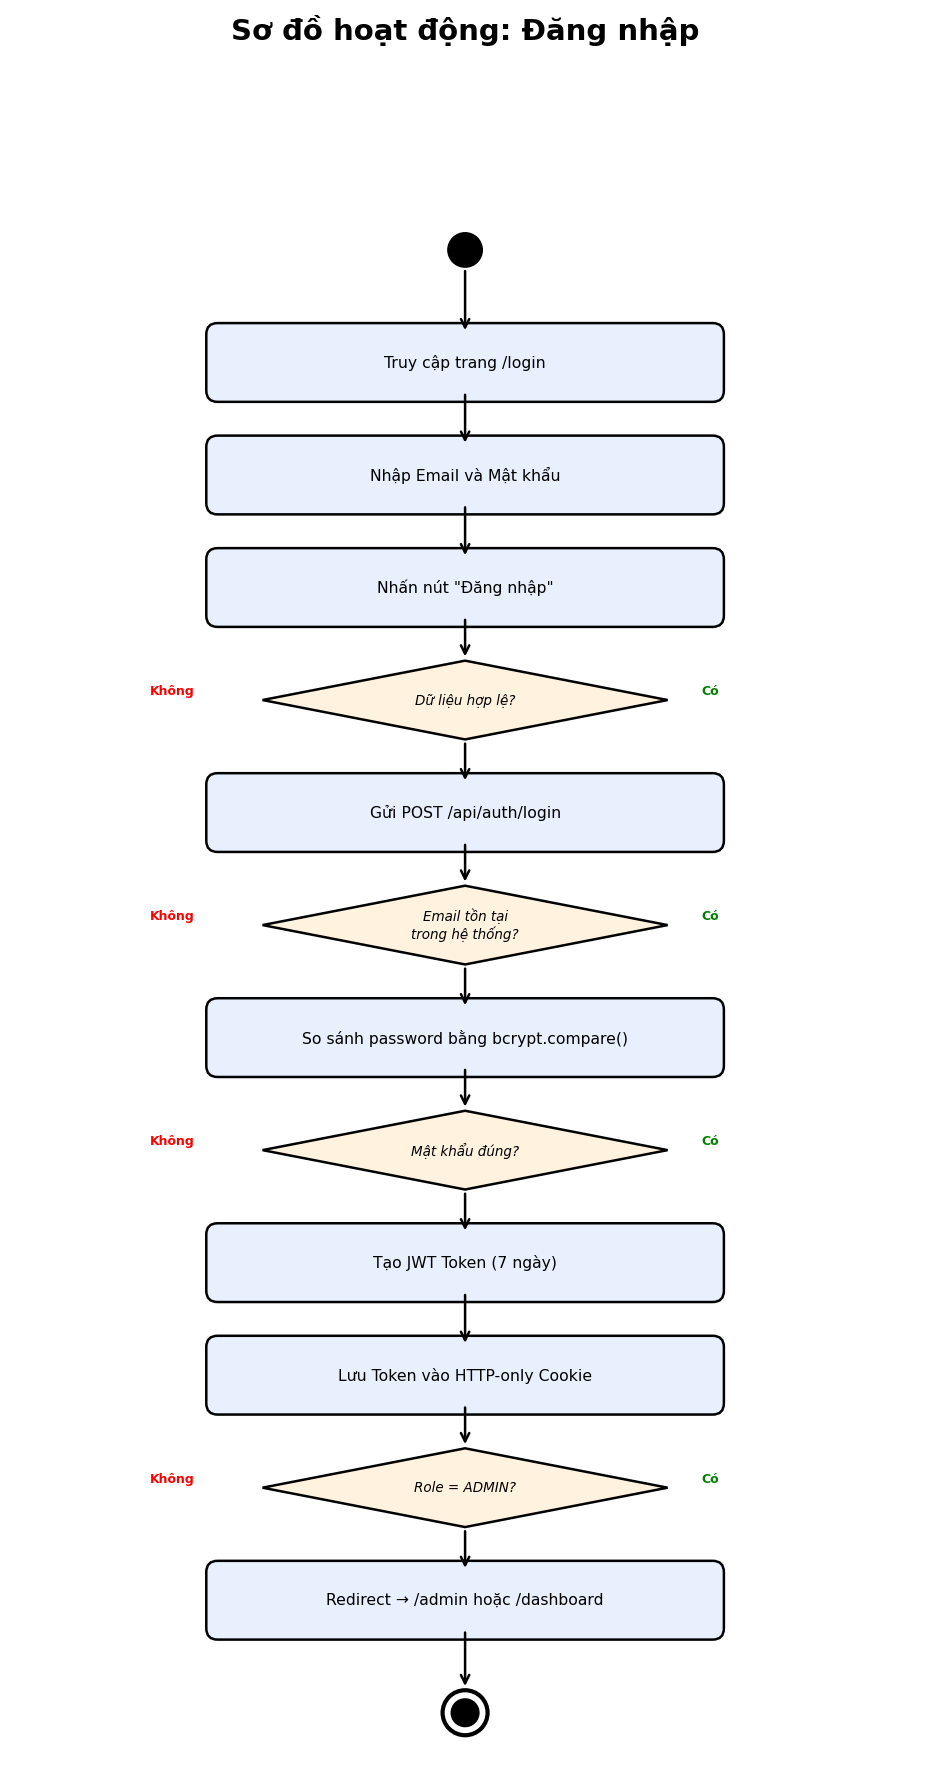 Sơ đồ hoạt động: Đăng nhập
Truy cập trang /login
Nhập Email và Mật khẩu
Nhấn nút "Đăng nhập"
Không
Dữ liệu hợp lệ?
Có
Gửi POST /api/auth/login
Không
Email tồn tại
trong hệ thống?
Có
So sánh password bằng bcrypt.compare()
Không
Mật khẩu đúng?
Có
Tạo JWT Token (7 ngày)
Lưu Token vào HTTP-only Cookie
Không
Role = ADMIN?
Có
Redirect → /admin hoặc /dashboard